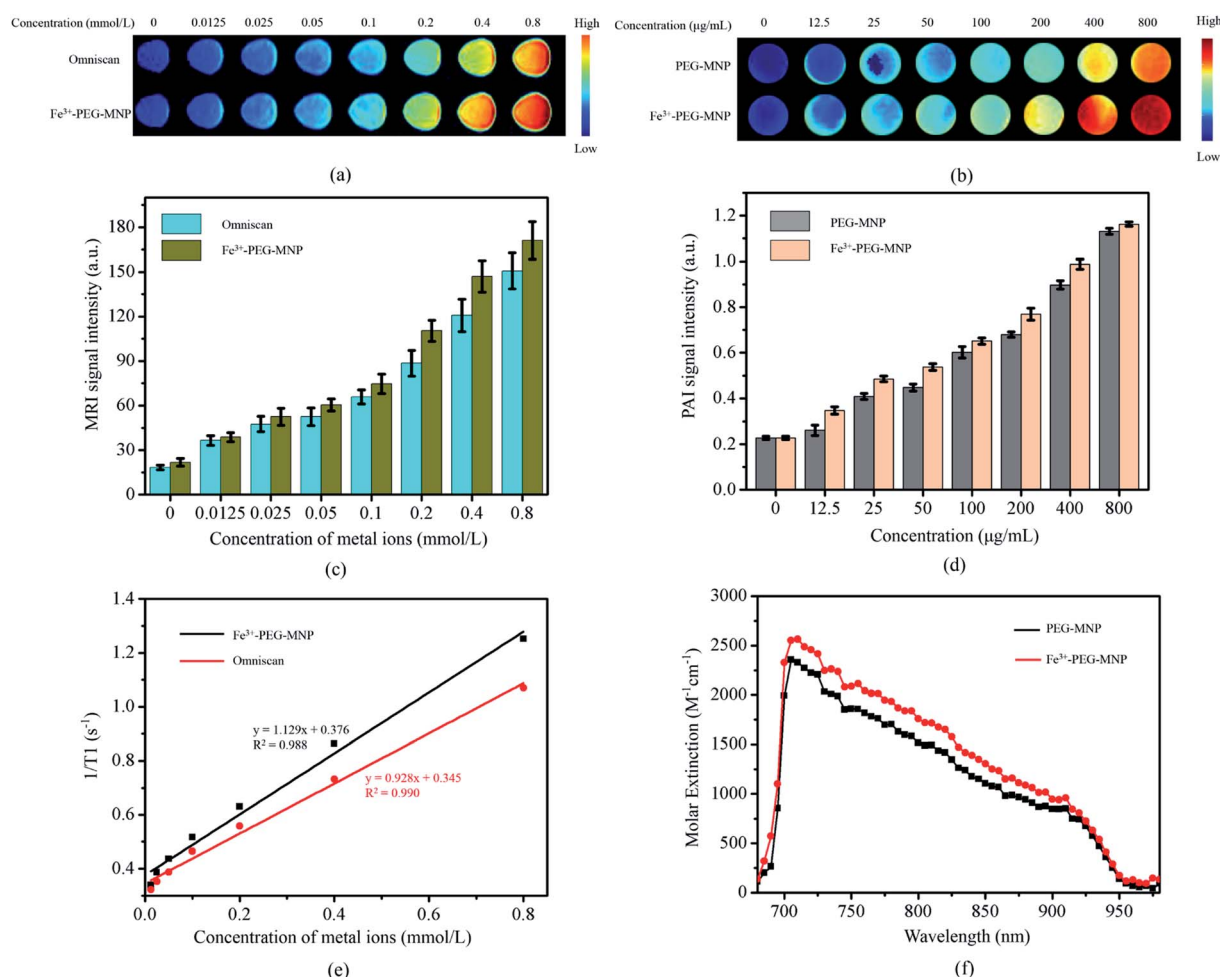 Concentration (mmol/L) 0 0.0125 0.025 0.05 0.1 0.2 0.4 0.8 High
Omniscan
Fe³⁺-PEG-MNP
Low
(a)
Concentration (μg/mL) 0 12.5 25 50 100 200 400 800 High
PEG-MNP
Fe³⁺-PEG-MNP
Low
(b)
MRI signal intensity (a.u.)
180
150
120
90
60
30
0
Omniscan
Fe³⁺-PEG-MNP
0 0.0125 0.025 0.05 0.1 0.2 0.4 0.8
Concentration of metal ions (mmol/L)
(c)
PAI signal intensity (a.u.)
1.2
1.0
0.8
0.6
0.4
0.2
0.0
PEG-MNP
Fe³⁺-PEG-MNP
0 12.5 25 50 100 200 400 800
Concentration (μg/mL)
(d)
1/T1 (s⁻¹)
1.4
1.2
1.0
0.8
0.6
0.4
Fe³⁺-PEG-MNP
Omniscan
y = 1.129x + 0.376
R² = 0.988
y = 0.928x + 0.345
R² = 0.990
0.0 0.2 0.4 0.6 0.8
Concentration of metal ions (mmol/L)
(e)
Molar Extinction (M⁻¹cm⁻¹)
3000
2500
2000
1500
1000
500
0
PEG-MNP
Fe³⁺-PEG-MNP
700 750 800 850 900 950
Wavelength (nm)
(f)